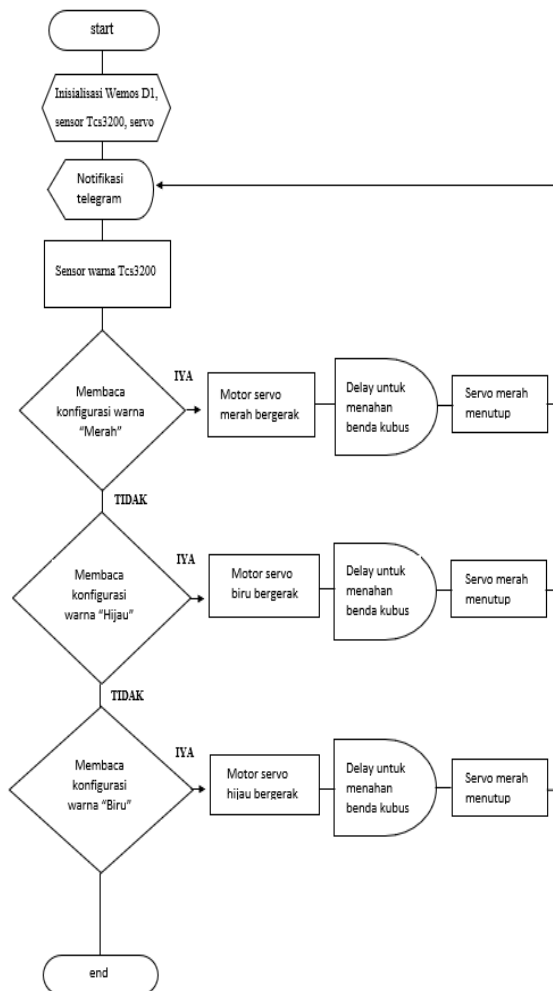 start
Inisialisasi Wemos D1,
sensor Tcs3200, servo
Notifikasi
telegram
Sensor warna Tcs3200
Membaca
konfigurasi warna
“Merah”
IYA
Motor servo
merah bergerak
Delay untuk
menahan
benda kubus
Servo merah
menutup
TIDAK
Membaca
konfigurasi
warna “Hijau”
IYA
Motor servo
biru bergerak
Delay untuk
menahan
benda kubus
Servo merah
menutup
TIDAK
Membaca
konfigurasi
warna “Biru”
IYA
Motor servo
hijau bergerak
Delay untuk
menahan
benda kubus
Servo merah
menutup
end